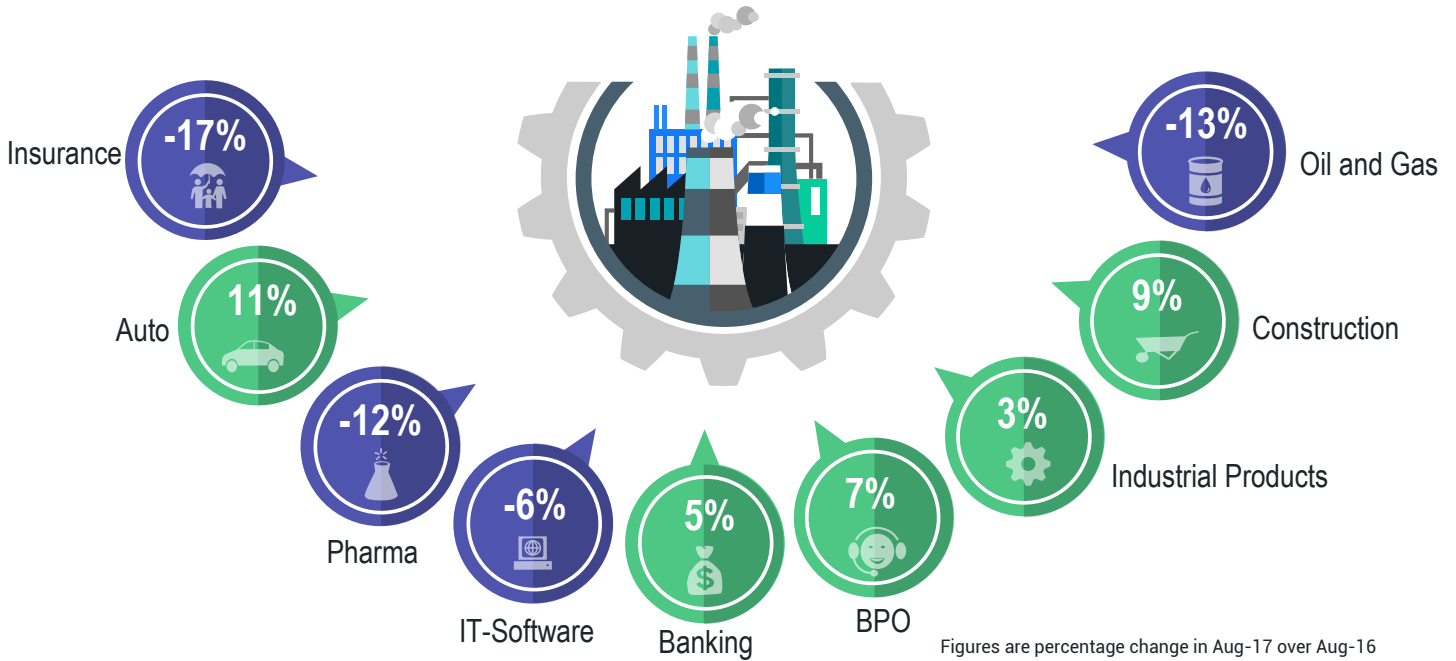 -17%
Insurance
11%
Auto
-12%
Pharma
-6%
IT-Software
5%
$
Banking
7%
BPO
3%
Industrial Products
9%
Construction
-13%
Oil and Gas
Figures are percentage change in Aug-17 over Aug-16